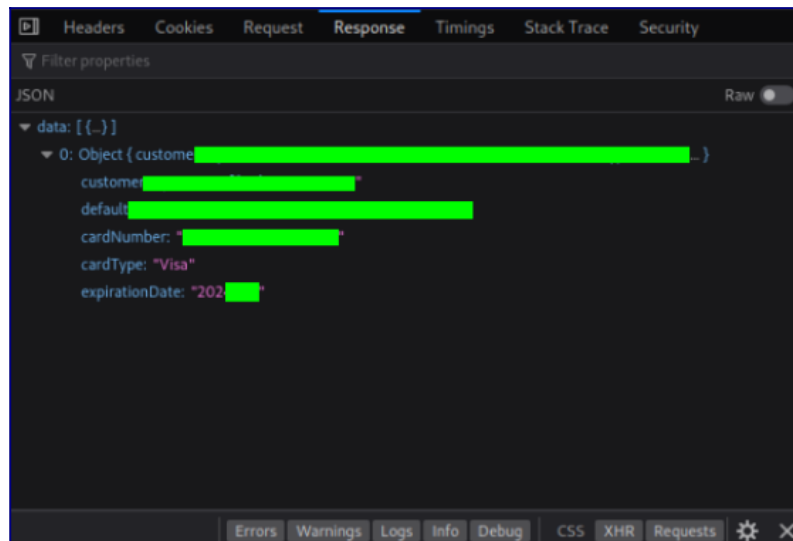 Headers Cookies Request Response Timings Stack Trace Security
Filter properties
JSON Raw
data: [ {…} ]
0: Object { custome … }
custome "
default
cardNumber: " "
cardType: "Visa"
expirationDate: "202 "
Errors Warnings Logs Info Debug CSS XHR Requests